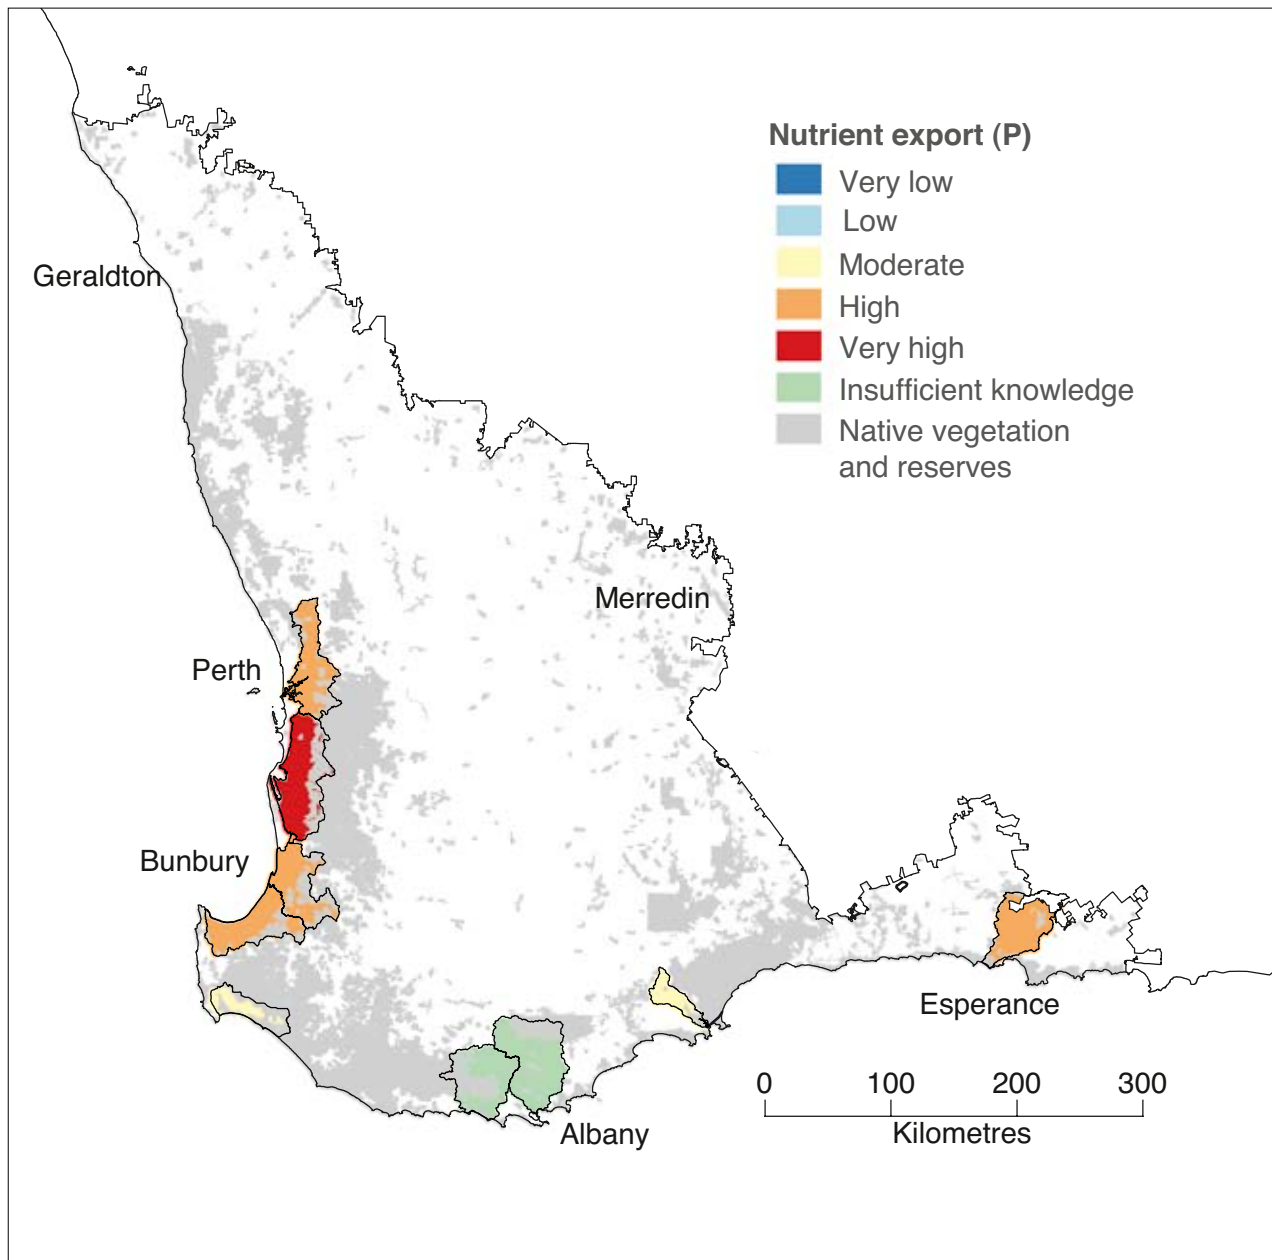 Nutrient export (P)
Very low
Low
Moderate
High
Very high
Insufficient knowledge
Native vegetation
and reserves
Geraldton
Merredin
Perth
Bunbury
Esperance
Albany
0 100 200 300
Kilometres